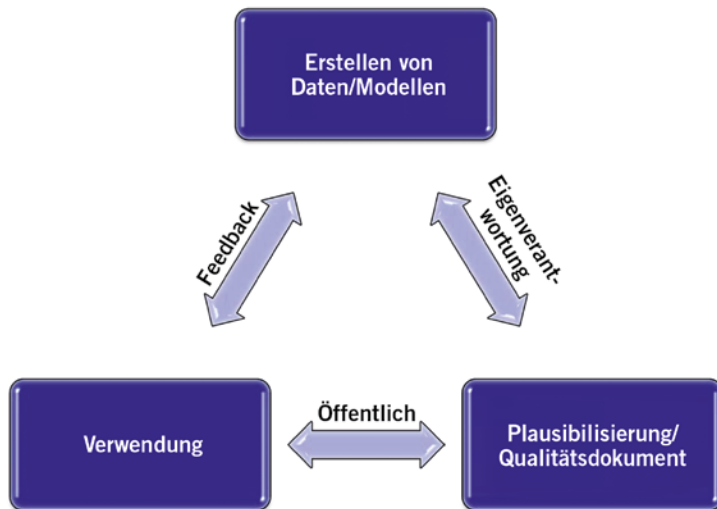 Erstellen von
Daten/Modellen
Feedback
Eigenverant-
wortung
Öffentlich
Verwendung
Plausibilisierung/
Qualitätsdokument